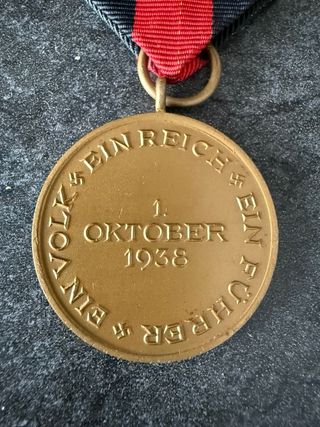 EIN VOLK EIN REICH EIN FÜHRER
1.
OKTOBER
1938